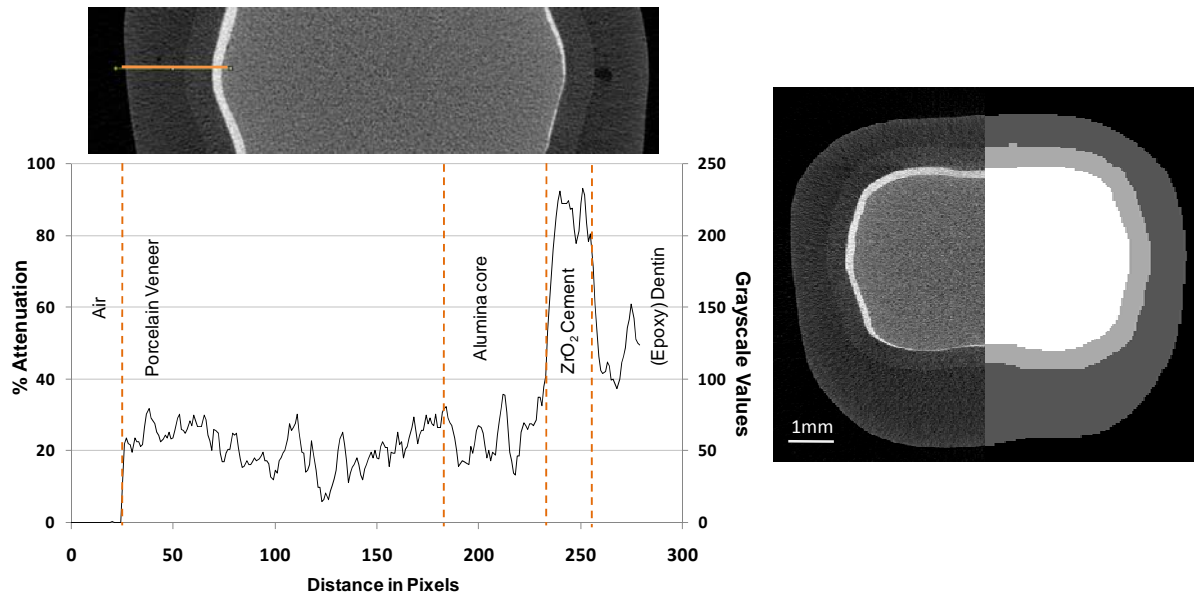 100
80
60
40
20
0
% Attenuation
250
200
150
100
50
0
Grayscale Values
Air
Porcelain Veneer
Alumina core
ZrO₂ Cement
(Epoxy) Dentin
0 50 100 150 200 250 300
Distance in Pixels
1mm